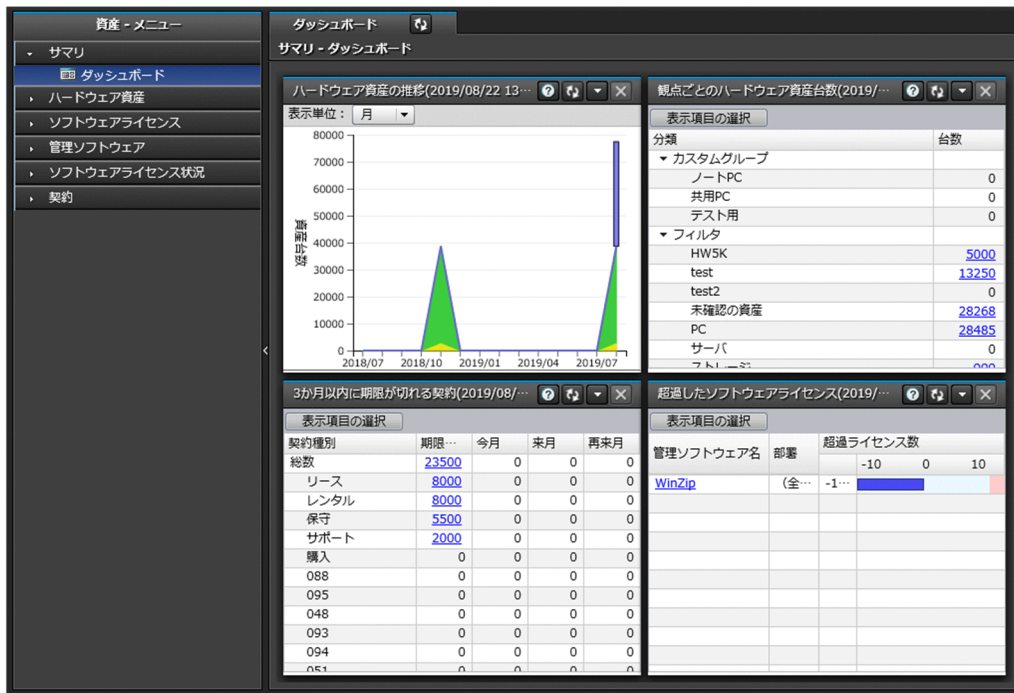 資産 - メニュー
サマリ
ダッシュボード
ハードウェア資産
ソフトウェアライセンス
管理ソフトウェア
ソフトウェアライセンス状況
契約
ダッシュボード
サマリ - ダッシュボード
ハードウェア資産の推移(2019/08/22 13…
表示単位： 月
資産台数
80000
70000
60000
50000
40000
30000
20000
10000
0
2018/07 2018/10 2019/01 2019/04 2019/07
観点ごとのハードウェア資産台数(2019/…
表示項目の選択
分類 台数
カスタムグループ
ノートPC 0
共用PC 0
テスト用 0
フィルタ
HW5K 5000
test 13250
test2 0
未確認の資産 28268
PC 28485
サーバ 0
ストレージ
3か月以内に期限が切れる契約(2019/08/…
表示項目の選択
契約種別 期限… 今月 来月 再来月
総数 23500 0 0 0
リース 8000 0 0 0
レンタル 8000 0 0 0
保守 5500 0 0 0
サポート 2000 0 0 0
購入 0 0 0 0
088 0 0 0 0
095 0 0 0 0
048 0 0 0 0
093 0 0 0 0
094 0 0 0 0
051 0 0 0 0
超過したソフトウェアライセンス(2019/…
表示項目の選択
管理ソフトウェア名 部署 超過ライセンス数
-10 0 10
WinZip （全… -1…